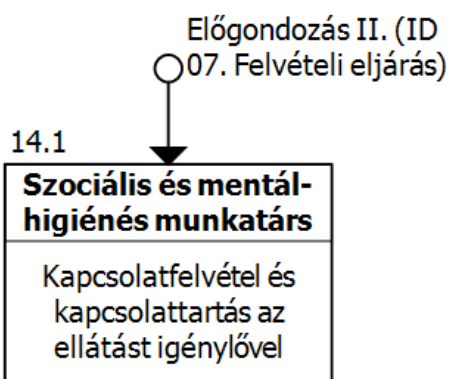 Előgondozás II. (ID
07. Felvételi eljárás)
14.1
Szociális és mentál-
higiénés munkatárs
Kapcsolatfelvétel és
kapcsolattartás az
ellátást igénylővel